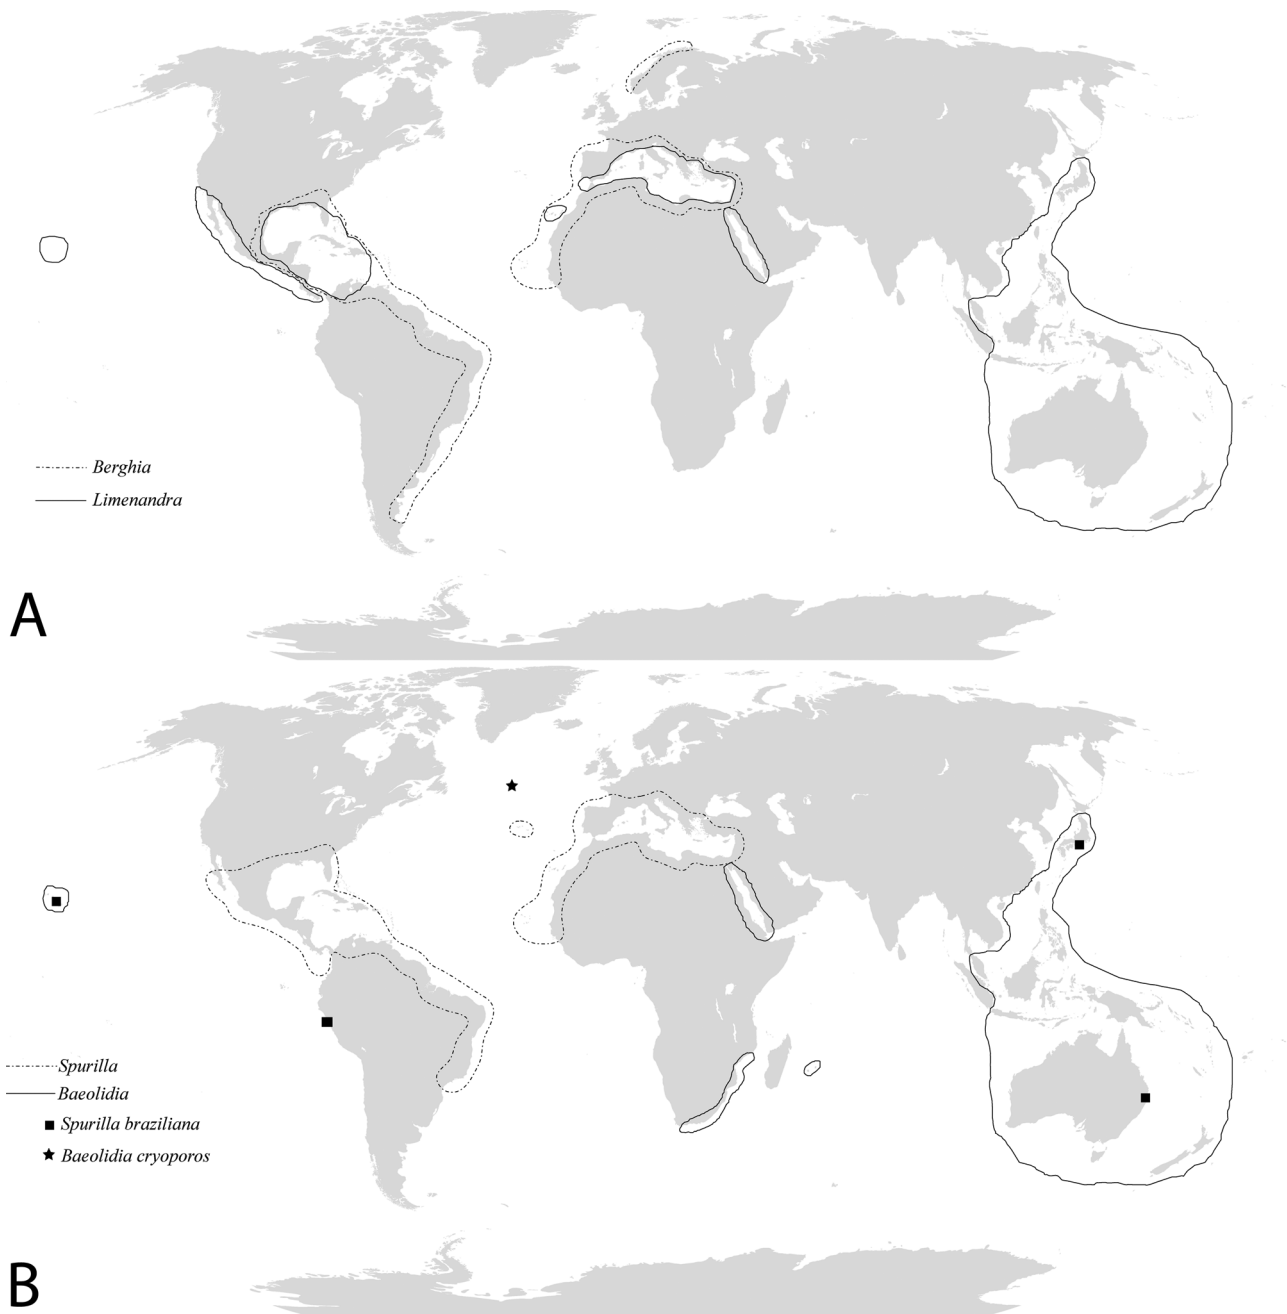 Berghia
Limenandra
A
Spurilla
Baeolidia
Spurilla braziliana
Baeolidia cryoporos
B